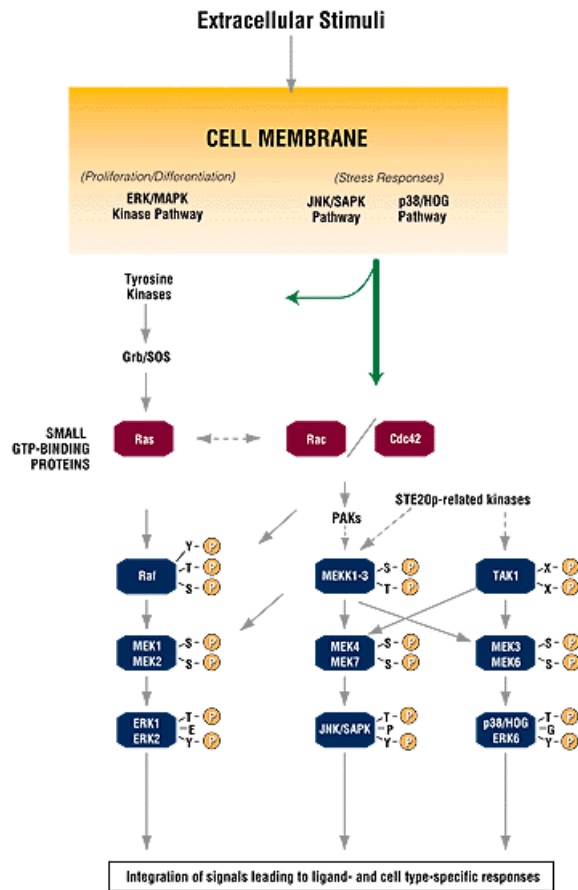 Extracellular Stimuli
CELL MEMBRANE
(Proliferation/Differentiation)
(Stress Responses)
ERK/MAPK
Kinase Pathway
JNK/SAPK
Pathway
p38/HOG
Pathway
Tyrosine
Kinases
Grb/SOS
SMALL
GTP-BINDING
PROTEINS
Ras
Rac
Cdc42
PAKs
STE20p-related kinases
Raf
Y- P
T- P
S- P
MEKK1-3
S- P
T- P
TAK1
X- P
X- P
MEK1
MEK2
S- P
S- P
MEK4
MEK7
S- P
S- P
MEK3
MEK6
S- P
S- P
ERK1
ERK2
T- P
E
Y- P
JNK/SAPK
T- P
P
Y- P
p38/HOG
ERK6
T- P
G
Y- P
Integration of signals leading to ligand- and cell type-specific responses